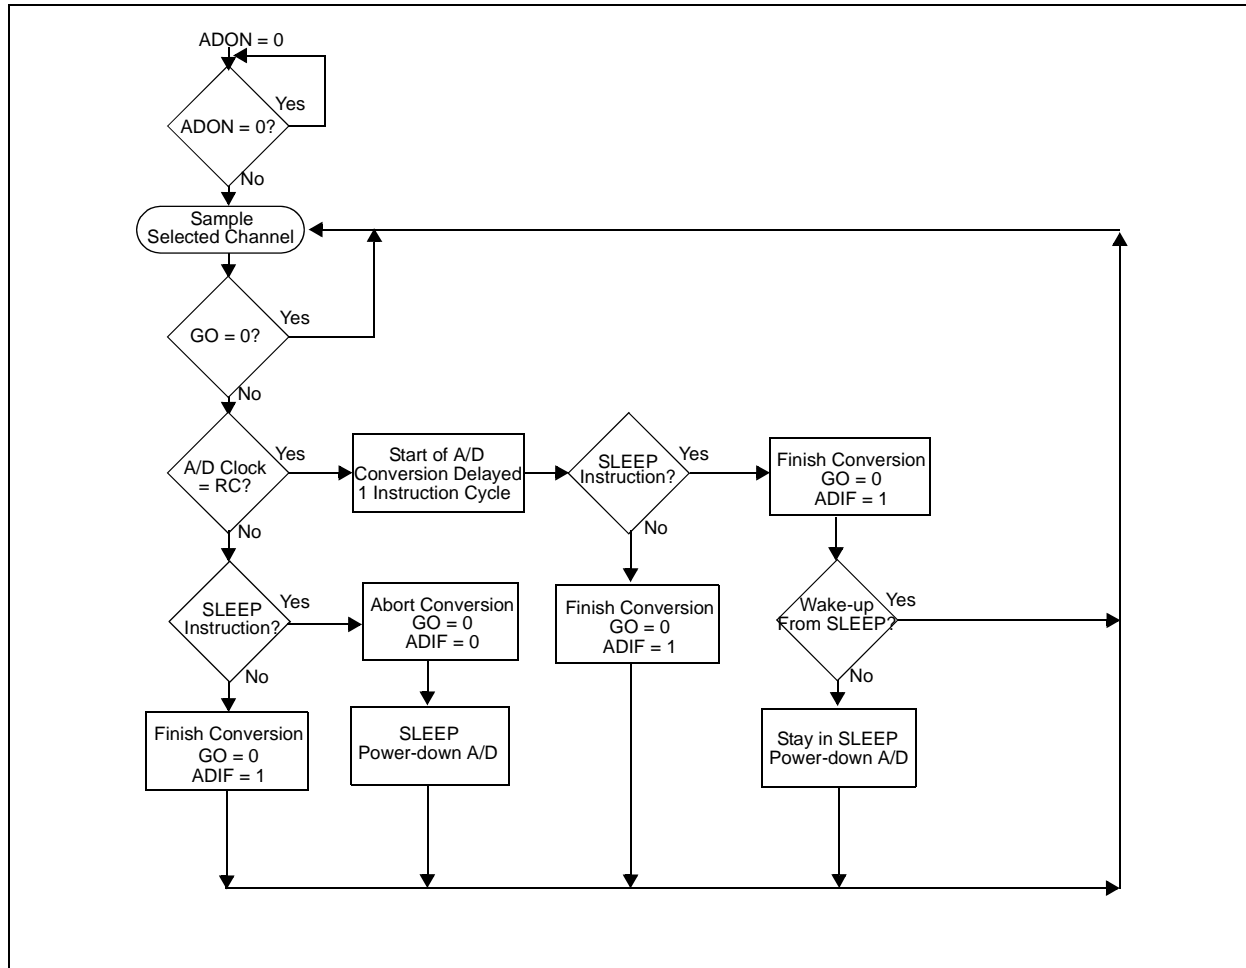 ADON = 0
Yes
ADON = 0?
No
Sample
Selected Channel
Yes
GO = 0?
No
Yes
A/D Clock
= RC?
No
Start of A/D
Conversion Delayed
1 Instruction Cycle
Yes
SLEEP
Instruction?
No
Finish Conversion
GO = 0
ADIF = 1
Yes
SLEEP
Instruction?
No
Abort Conversion
GO = 0
ADIF = 0
Finish Conversion
GO = 0
ADIF = 1
Wake-up
From SLEEP?
Yes
No
Finish Conversion
GO = 0
ADIF = 1
SLEEP
Power-down A/D
Stay in SLEEP
Power-down A/D